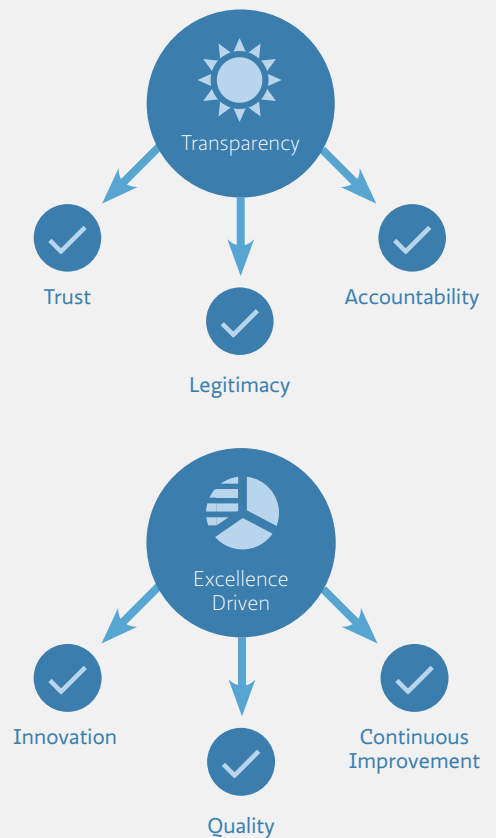 Transparency
Trust
Accountability
Legitimacy
Excellence
Driven
Innovation
Continuous
Improvement
Quality